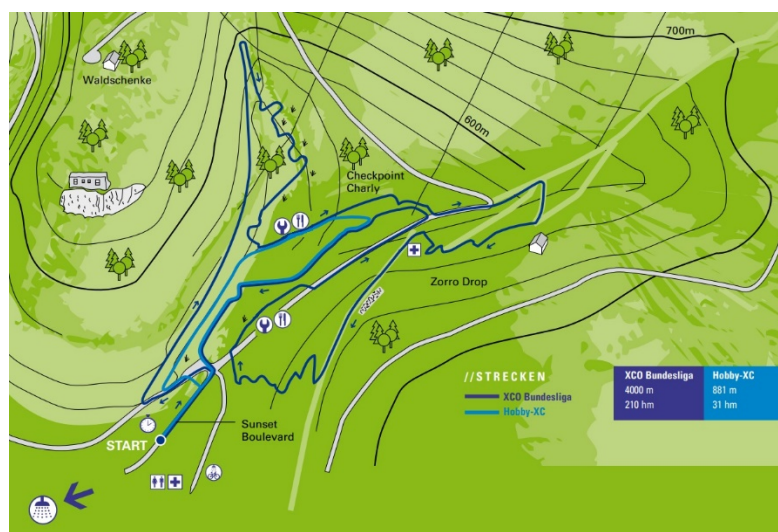 700m
Waldschenke
600m
Checkpoint
Charly
Zorro Drop
//STRECKEN
XCO Bundesliga
Hobby-XC
XCO Bundesliga
4000 m
210 hm
Hobby-XC
881 m
31 hm
Sunset
Boulevard
START